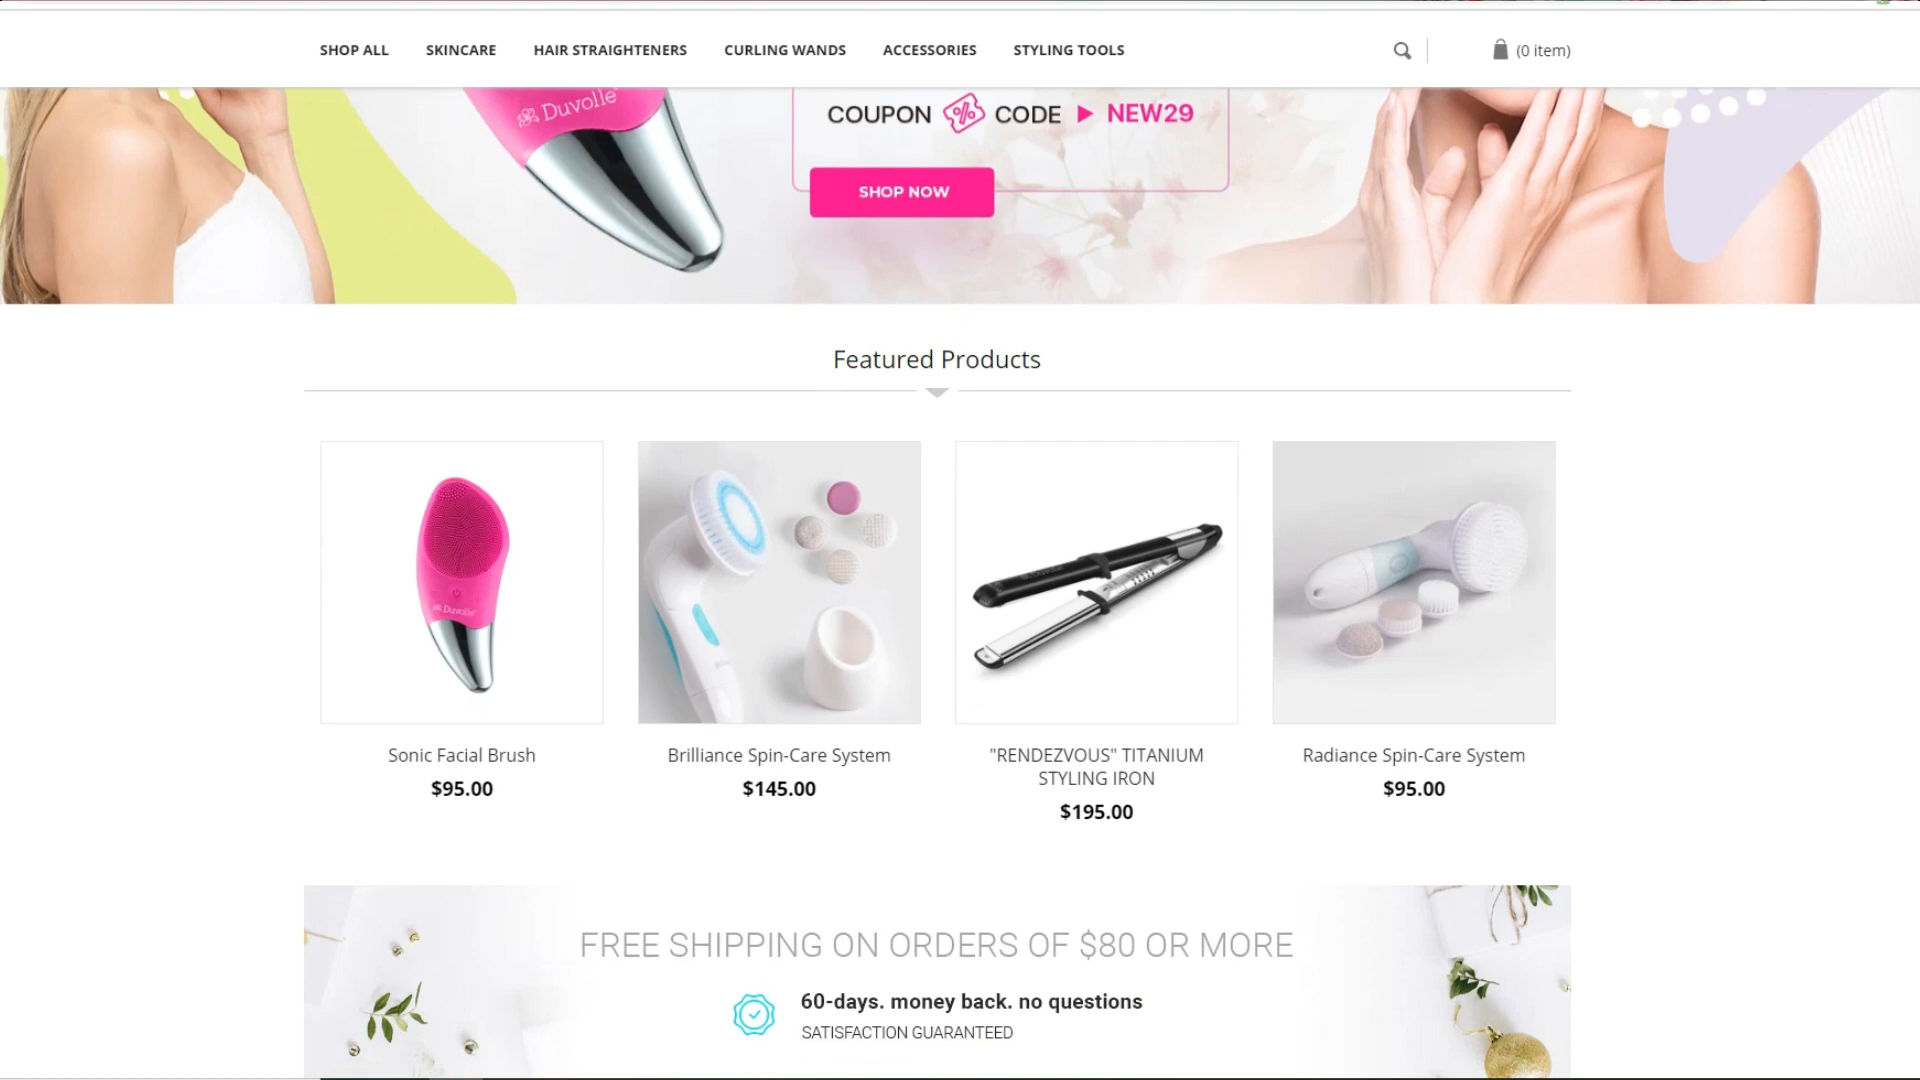 SHOP ALL SKINCARE HAIR STRAIGHTENERS CURLING WANDS ACCESSORIES STYLING TOOLS (0 item)
Duvolle
COUPON CODE NEW29
SHOP NOW
Featured Products
Duvolle
Sonic Facial Brush
$95.00
Brilliance Spin-Care System
$145.00
"RENDEZVOUS" TITANIUM
STYLING IRON
$195.00
Radiance Spin-Care System
$95.00
FREE SHIPPING ON ORDERS OF $80 OR MORE
60-days. money back. no questions
SATISFACTION GUARANTEED